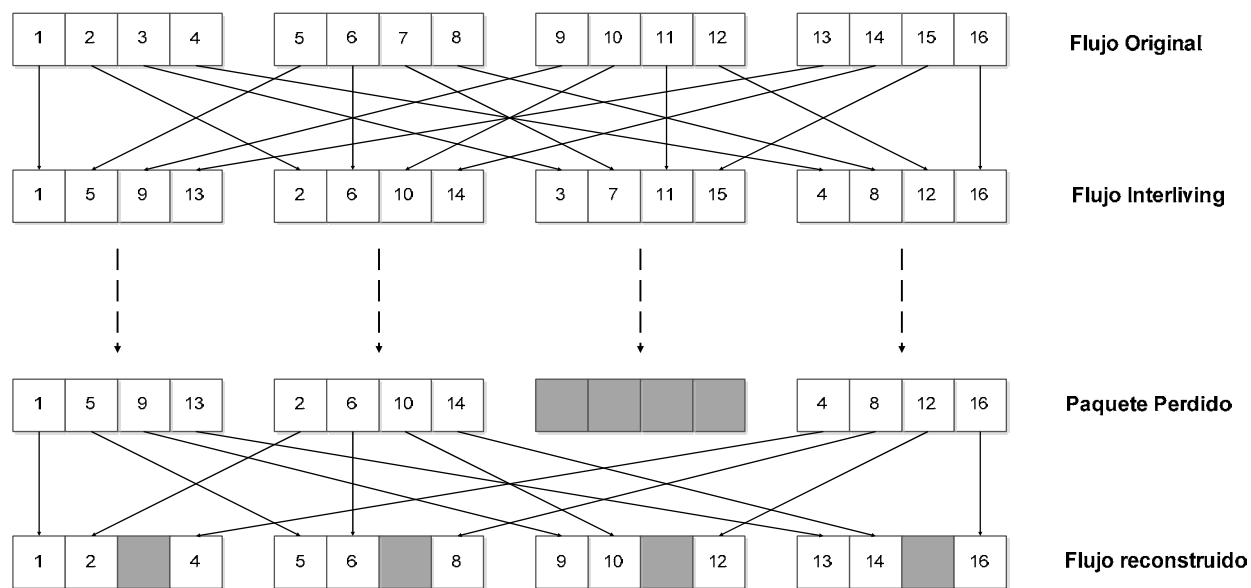 1 2 3 4 5 6 7 8 9 10 11 12 13 14 15 16 Flujo Original
1 5 9 13 2 6 10 14 3 7 11 15 4 8 12 16 Flujo Interliving
1 5 9 13 2 6 10 14 4 8 12 16 Paquete Perdido
1 2 4 5 6 8 9 10 12 13 14 16 Flujo reconstruido